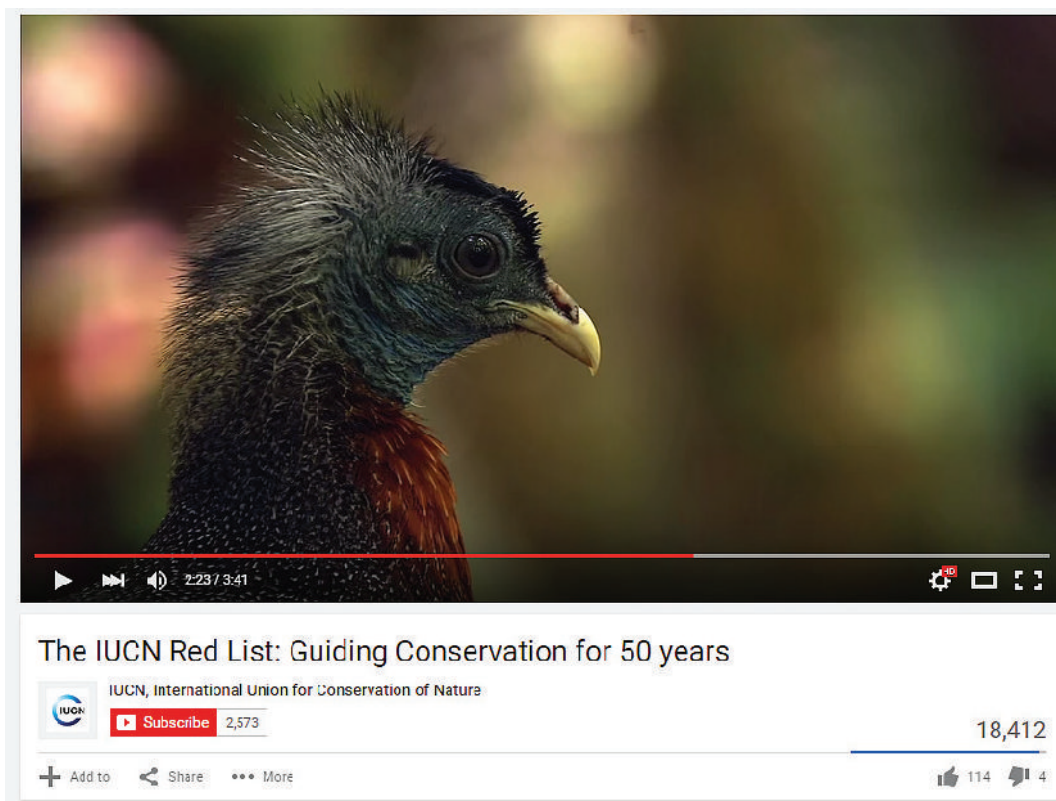 2:23 / 3:41
HD
The IUCN Red List: Guiding Conservation for 50 years
IUCN
IUCN, International Union for Conservation of Nature
Subscribe 2,573
18,412
Add to Share More 114 4